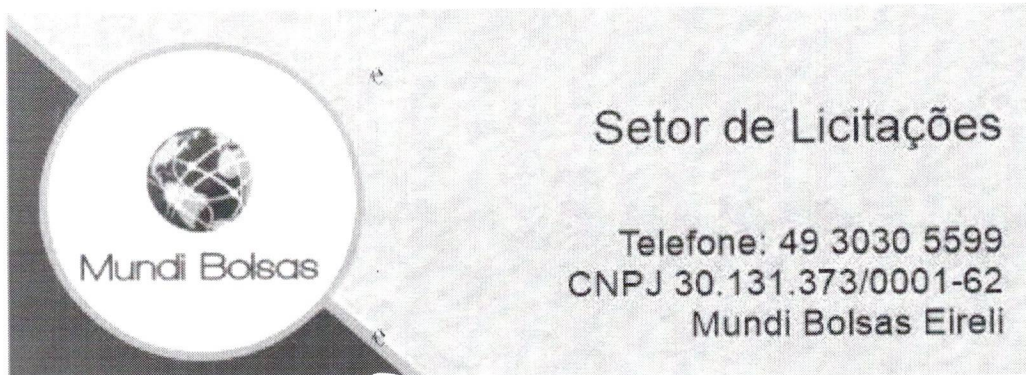 Mundi Bolsas
Setor de Licitações
Telefone: 49 3030 5599
CNPJ 30.131.373/0001-62
Mundi Bolsas Eireli
e
e